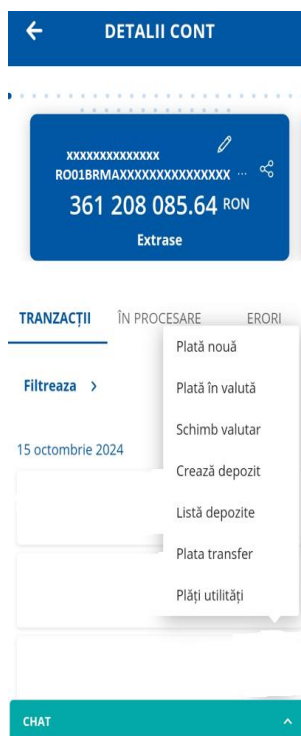 DETALII CONT
xxxxxxxxxxxxxx
RO01BRMAXXXXXXXXXXXXXXX ...
361 208 085.64 RON
Extrase
TRANZACȚII ÎN PROCESARE ERORI
Plată nouă
Filtreaza >
Plată în valută
Schimb valutar
15 octombrie 2024
Crează depozit
Listă depozite
Plata transfer
Plăți utilități
CHAT